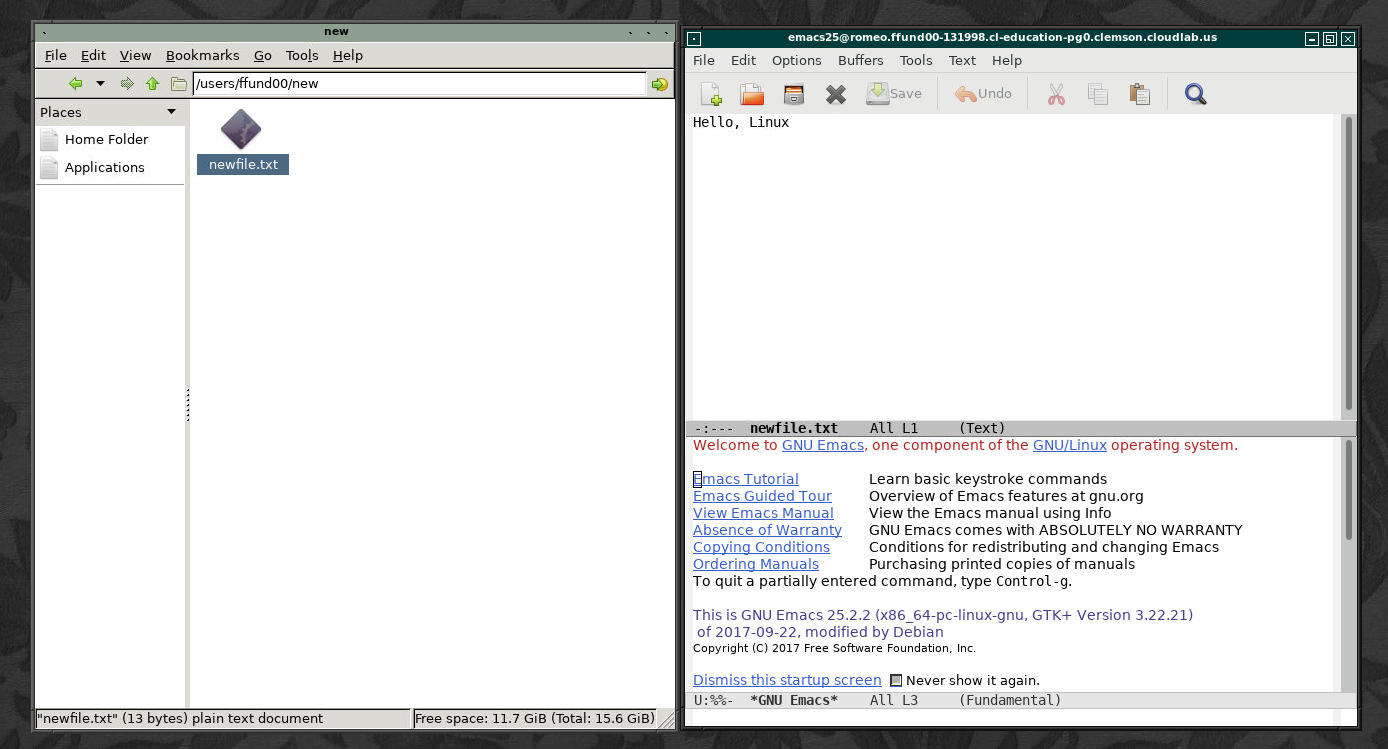 new
File Edit View Bookmarks Go Tools Help
/users/ffund00/new
Places
Home Folder
Applications
newfile.txt
"newfile.txt" (13 bytes) plain text document
Free space: 11.7 GiB (Total: 15.6 GiB)
emacs25@romeo.ffund00-131998.cl-education-pg0.clemson.cloudlab.us
File Edit Options Buffers Tools Text Help
Save Undo
Hello, Linux
-:--- newfile.txt All L1 (Text)
Welcome to GNU Emacs, one component of the GNU/Linux operating system.
Emacs Tutorial Learn basic keystroke commands
Emacs Guided Tour Overview of Emacs features at gnu.org
View Emacs Manual View the Emacs manual using Info
Absence of Warranty GNU Emacs comes with ABSOLUTELY NO WARRANTY
Copying Conditions Conditions for redistributing and changing Emacs
Ordering Manuals Purchasing printed copies of manuals
To quit a partially entered command, type Control-g.
This is GNU Emacs 25.2.2 (x86_64-pc-linux-gnu, GTK+ Version 3.22.21)
of 2017-09-22, modified by Debian
Copyright (C) 2017 Free Software Foundation, Inc.
Dismiss this startup screen Never show it again.
U:%%- *GNU Emacs* All L3 (Fundamental)